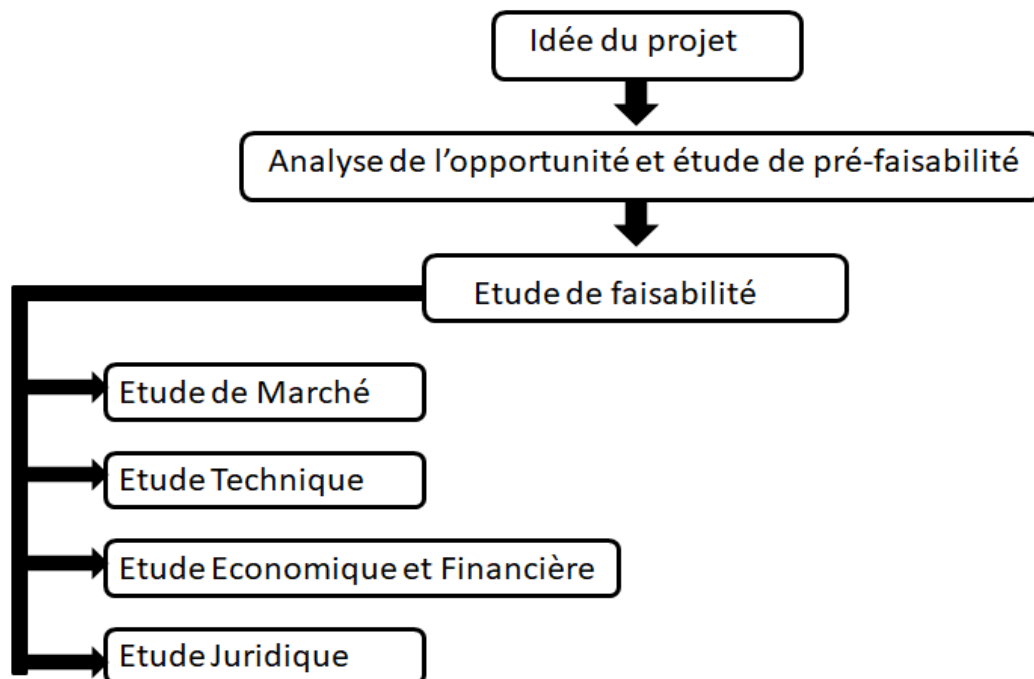 Idée du projet
Analyse de l’opportunité et étude de pré-faisabilité
Etude de faisabilité
Etude de Marché
Etude Technique
Etude Economique et Financière
Etude Juridique